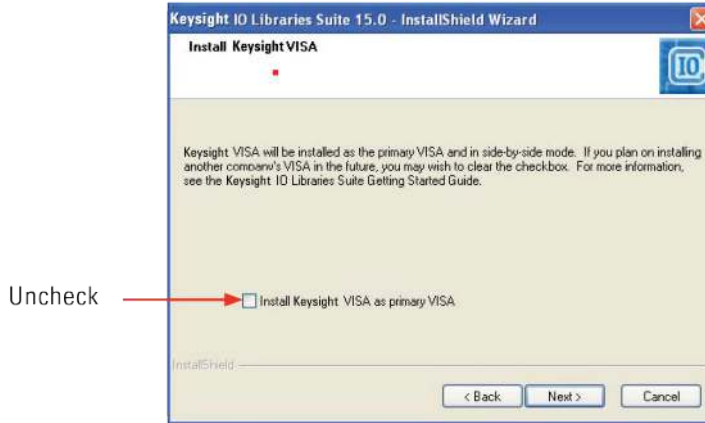 Keysight IO Libraries Suite 15.0 - InstallShield Wizard
Install Keysight VISA
IO
Keysight VISA will be installed as the primary VISA and in side-by-side mode. If you plan on installing
another company's VISA in the future, you may wish to clear the checkbox. For more information,
see the Keysight IO Libraries Suite Getting Started Guide.
Uncheck
Install Keysight VISA as primary VISA
InstallShield
< Back
Next >
Cancel